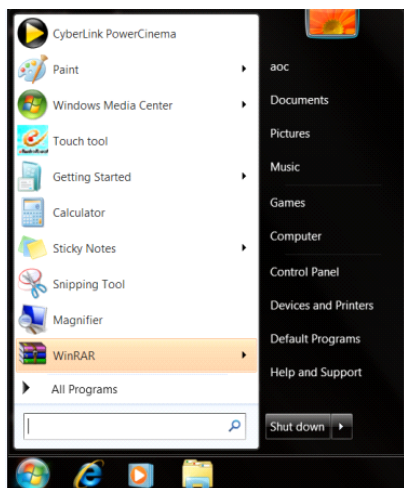 CyberLink PowerCinema
Paint
Windows Media Center
Touch tool
Getting Started
Calculator
Sticky Notes
Snipping Tool
Magnifier
WinRAR
All Programs
aoc
Documents
Pictures
Music
Games
Computer
Control Panel
Devices and Printers
Default Programs
Help and Support
Shut down